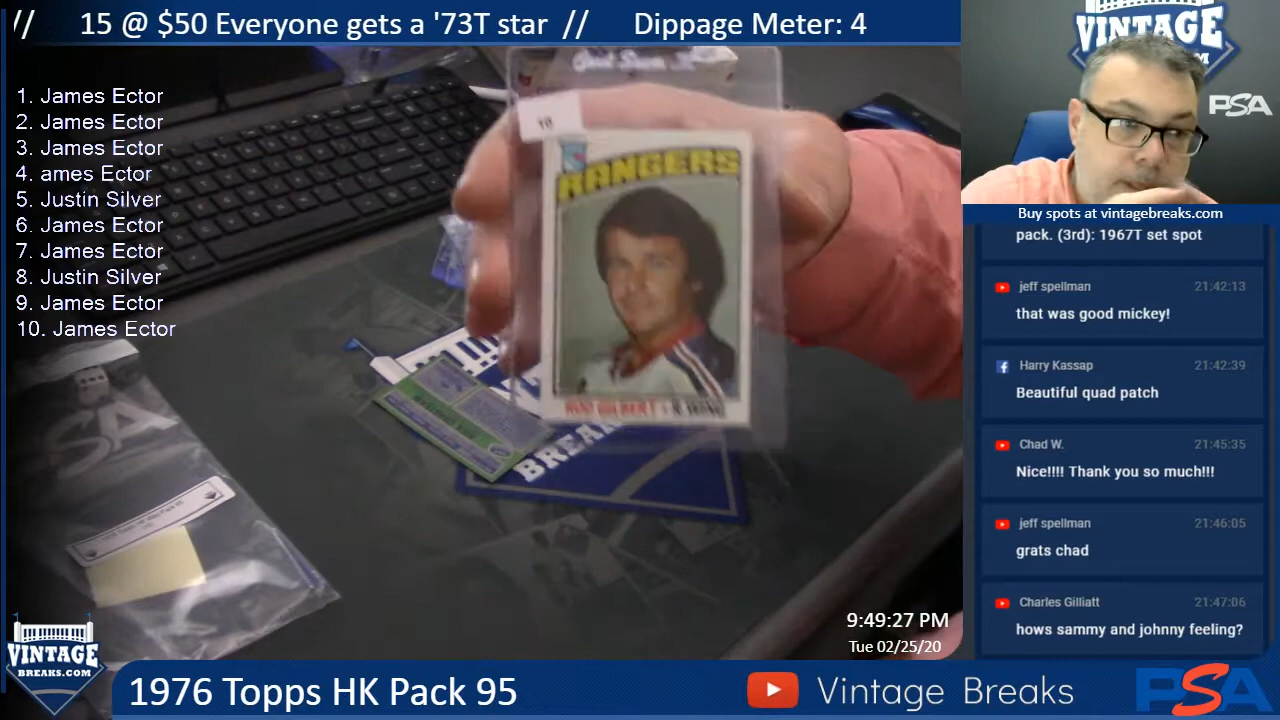 // 15 @ $50 Everyone gets a '73T star // Dippage Meter: 4
1. James Ector
2. James Ector
3. James Ector
4. ames Ector
5. Justin Silver
6. James Ector
7. James Ector
8. Justin Silver
9. James Ector
10. James Ector
10
RANGERS
ROD GILBERT • R. WING
BREAK
VINTAGE
PSA
Buy spots at vintagebreaks.com
pack. (3rd): 1967T set spot
jeff spellman 21:42:13
that was good mickey!
Harry Kassap 21:42:39
Beautiful quad patch
Chad W. 21:45:35
Nice!!!! Thank you so much!!!
jeff spellman 21:46:05
grats chad
Charles Gilliatt 21:47:06
hows sammy and johnny feeling?
9:49:27 PM
Tue 02/25/20
VINTAGE
BREAKS.COM
1976 Topps HK Pack 95
Vintage Breaks
PSA